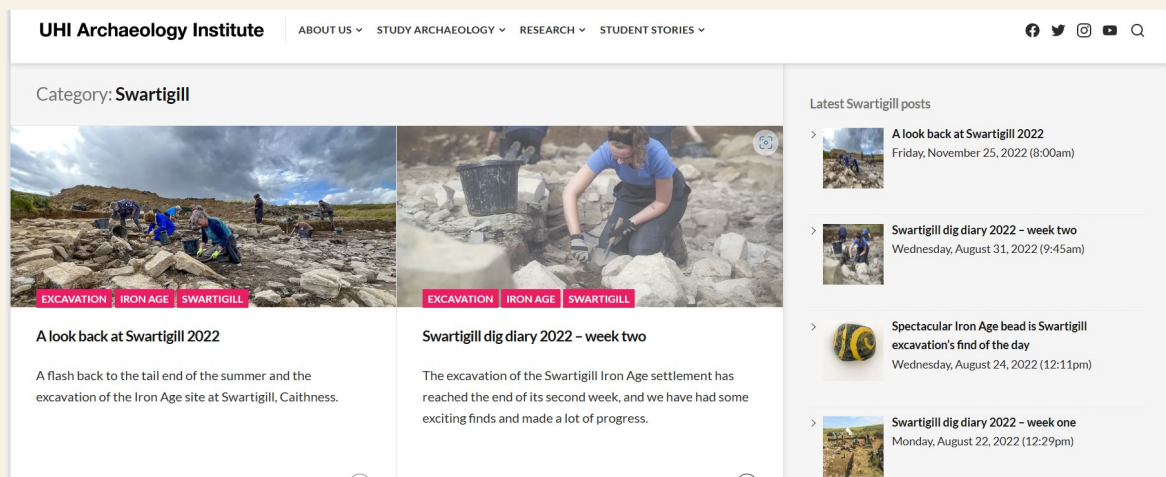 UHI Archaeology Institute
ABOUT US
STUDY ARCHAEOLOGY
RESEARCH
STUDENT STORIES
Category: Swartigill
EXCAVATION
IRON AGE
SWARTIGILL
A look back at Swartigill 2022
A flash back to the tail end of the summer and the
excavation of the Iron Age site at Swartigill, Caithness.
EXCAVATION
IRON AGE
SWARTIGILL
Swartigill dig diary 2022 – week two
The excavation of the Swartigill Iron Age settlement has
reached the end of its second week, and we have had some
exciting finds and made a lot of progress.
Latest Swartigill posts
A look back at Swartigill 2022
Friday, November 25, 2022 (8:00am)
Swartigill dig diary 2022 – week two
Wednesday, August 31, 2022 (9:45am)
Spectacular Iron Age bead is Swartigill
excavation's find of the day
Wednesday, August 24, 2022 (12:11pm)
Swartigill dig diary 2022 – week one
Monday, August 22, 2022 (12:29pm)